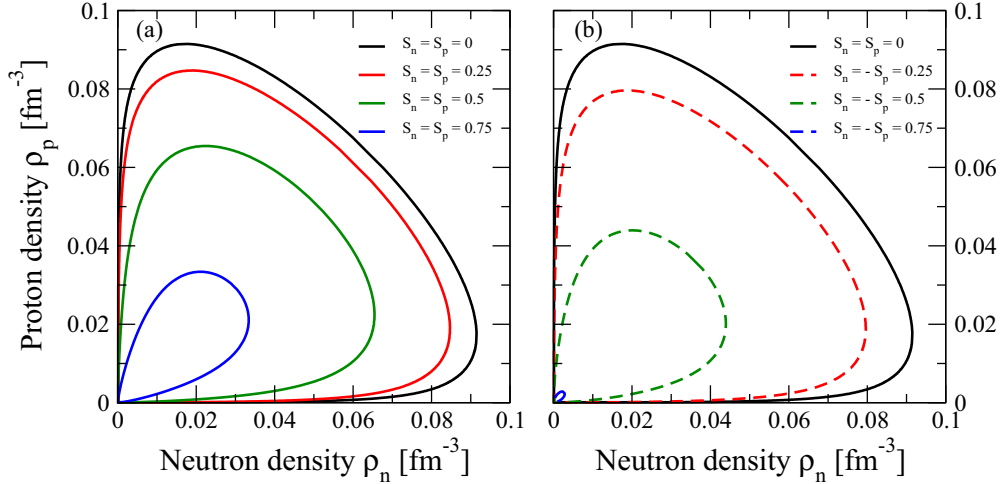 (a)
S_n = S_p = 0
S_n = S_p = 0.25
S_n = S_p = 0.5
S_n = S_p = 0.75
Proton density ρ_p [fm^-3]
0.1
0.08
0.06
0.04
0.02
0
0 0.02 0.04 0.06 0.08 0.1
Neutron density ρ_n [fm^-3]
(b)
S_n = S_p = 0
S_n = - S_p = 0.25
S_n = - S_p = 0.5
S_n = - S_p = 0.75
0.1
0.08
0.06
0.04
0.02
0
0 0.02 0.04 0.06 0.08 0.1
Neutron density ρ_n [fm^-3]